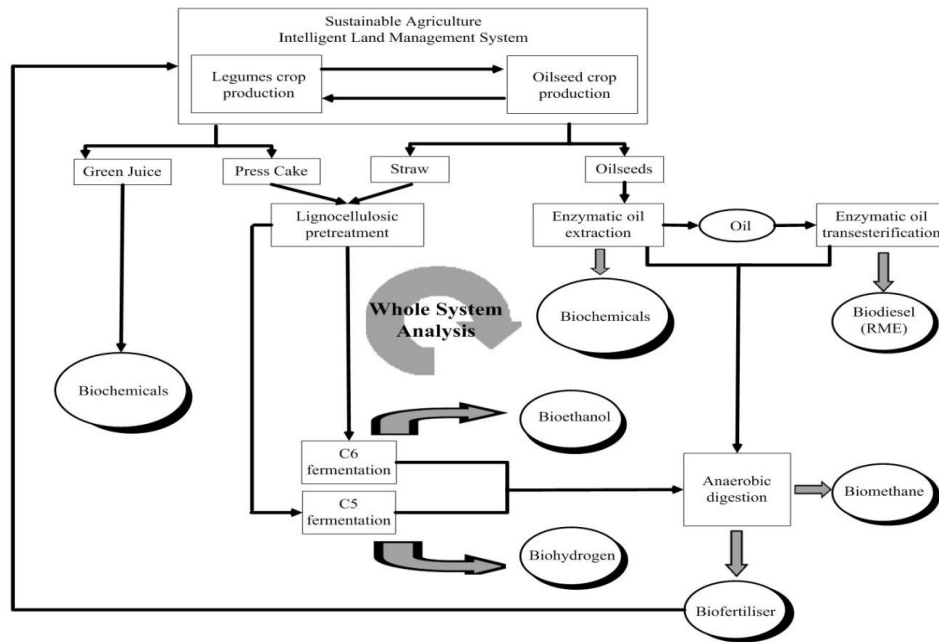 Sustainable Agriculture
Intelligent Land Management System
Legumes crop
production
Oilseed crop
production
Green Juice
Press Cake
Straw
Oilseeds
Lignocellulosic
pretreatment
Enzymatic oil
extraction
Oil
Enzymatic oil
transesterification
Whole System
Analysis
Biochemicals
Biodiesel
(RME)
Biochemicals
Bioethanol
C6
fermentation
C5
fermentation
Anaerobic
digestion
Biomethane
Biohydrogen
Biofertiliser